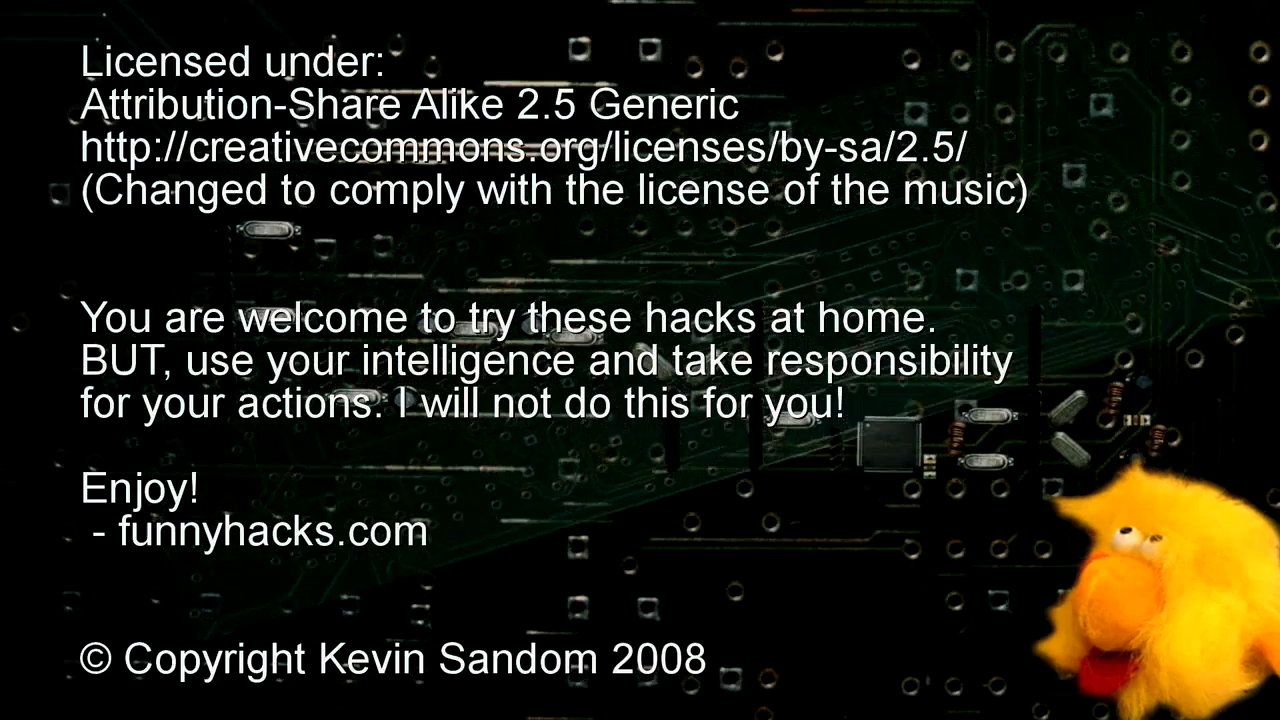 Licensed under:
Attribution-Share Alike 2.5 Generic
http://creativecommons.org/licenses/by-sa/2.5/
(Changed to comply with the license of the music)
You are welcome to try these hacks at home.
BUT, use your intelligence and take responsibility
for your actions. I will not do this for you!
Enjoy!
- funnyhacks.com
© Copyright Kevin Sandom 2008